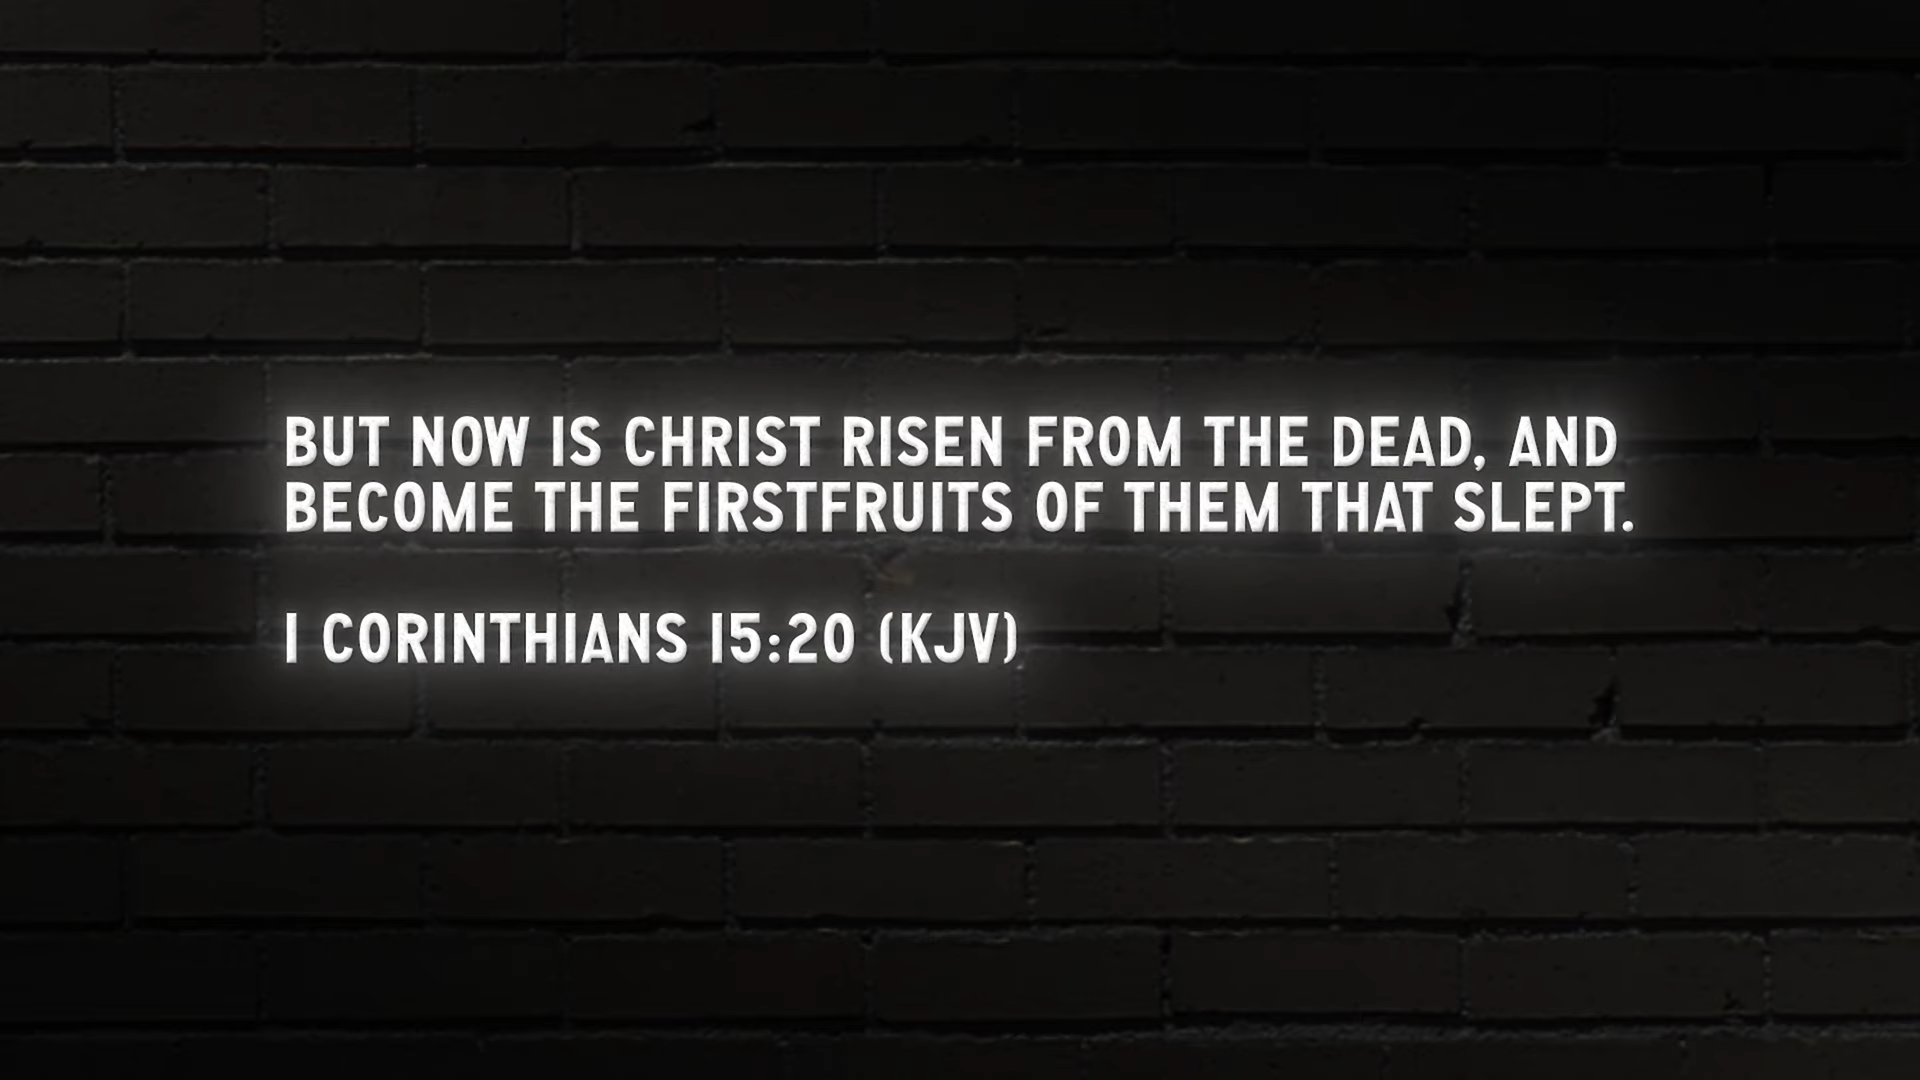 BUT NOW IS CHRIST RISEN FROM THE DEAD, AND
BECOME THE FIRSTFRUITS OF THEM THAT SLEPT.
1 CORINTHIANS 15:20 (KJV)